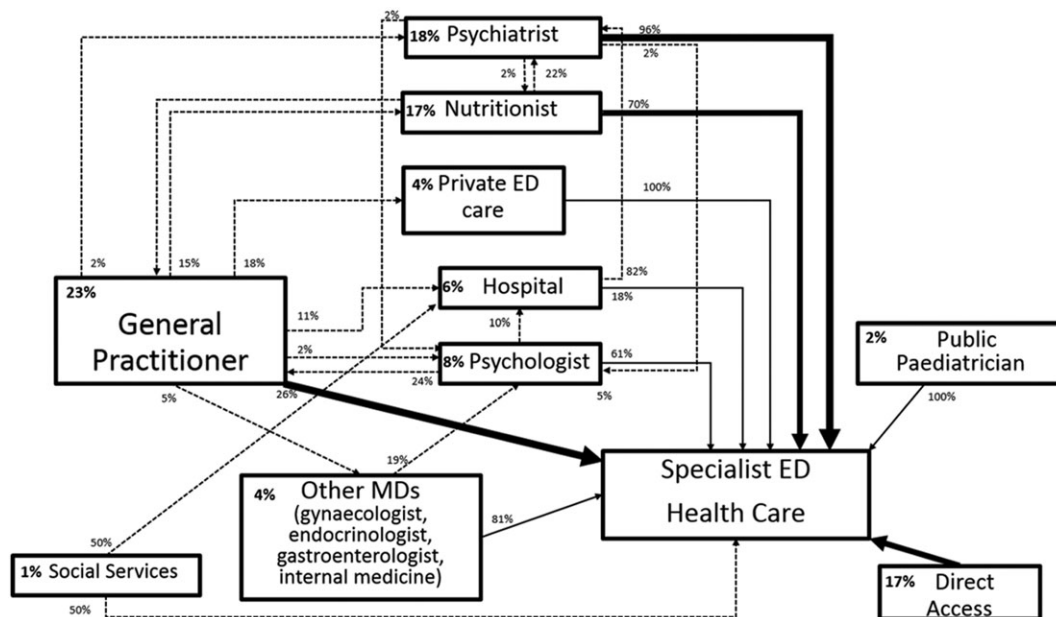 2%
18% Psychiatrist
96%
2%
2%
22%
17% Nutritionist
70%
4% Private ED
care
100%
2%
15%
18%
23%
General
Practitioner
11%
6% Hospital
82%
18%
10%
2%
8% Psychologist
61%
24%
5%
26%
5%
2% Public
Paediatrician
100%
19%
4% Other MDs
(gynaecologist,
endocrinologist,
gastroenterologist,
internal medicine)
81%
Specialist ED
Health Care
50%
1% Social Services
50%
17% Direct
Access